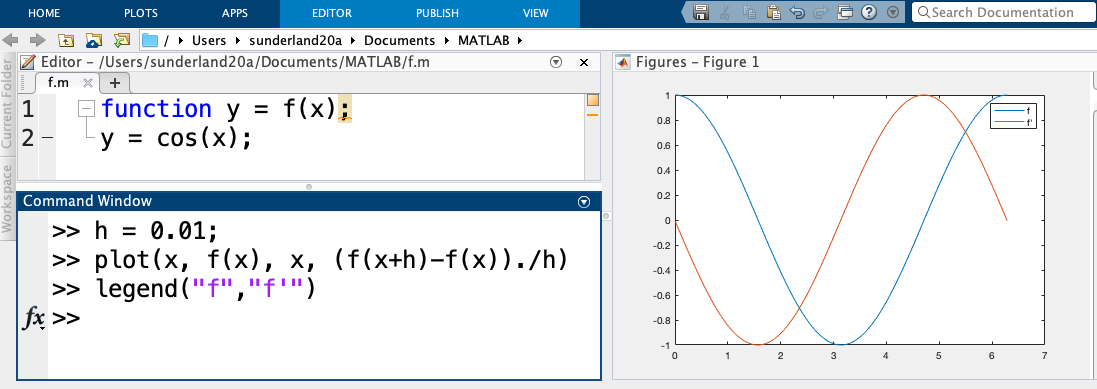 HOME PLOTS APPS EDITOR PUBLISH VIEW Search Documentation
/ Users sunderland20a Documents MATLAB
Current Folder
Workspace
Editor – /Users/sunderland20a/Documents/MATLAB/f.m
f.m
1 function y = f(x);
2 y = cos(x);
Command Window
>> h = 0.01;
>> plot(x, f(x), x, (f(x+h)-f(x))./h)
>> legend("f","f'")
fx >>
Figures – Figure 1
f
f'
1
0.8
0.6
0.4
0.2
0
-0.2
-0.4
-0.6
-0.8
-1
0 1 2 3 4 5 6 7